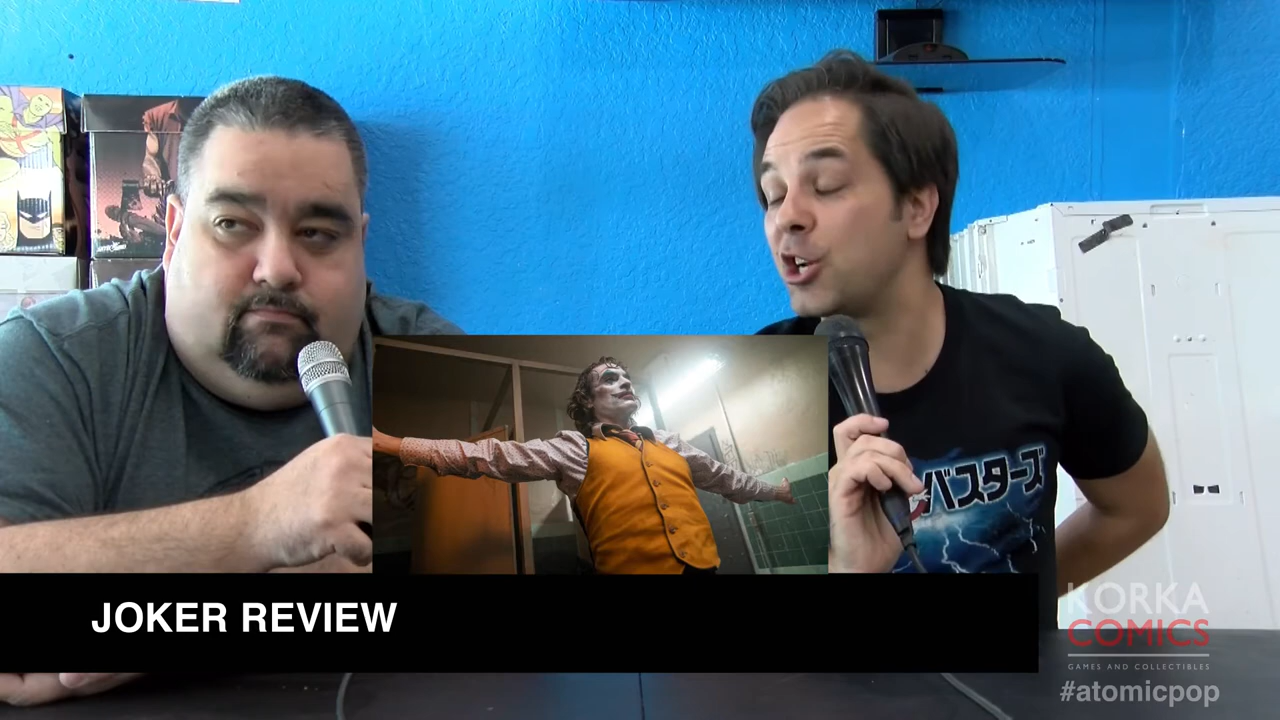 バスターズ
JOKER REVIEW
KORKA
COMICS
GAMES AND COLLECTIBLES
#atomicpop